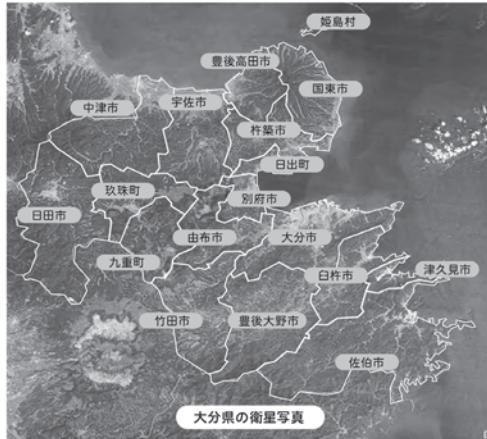 姫島村
豊後高田市
国東市
中津市
宇佐市
杵築市
日出町
玖珠町
別府市
日田市
由布市
大分市
九重町
臼杵市
津久見市
竹田市
豊後大野市
佐伯市
大分県の衛星写真